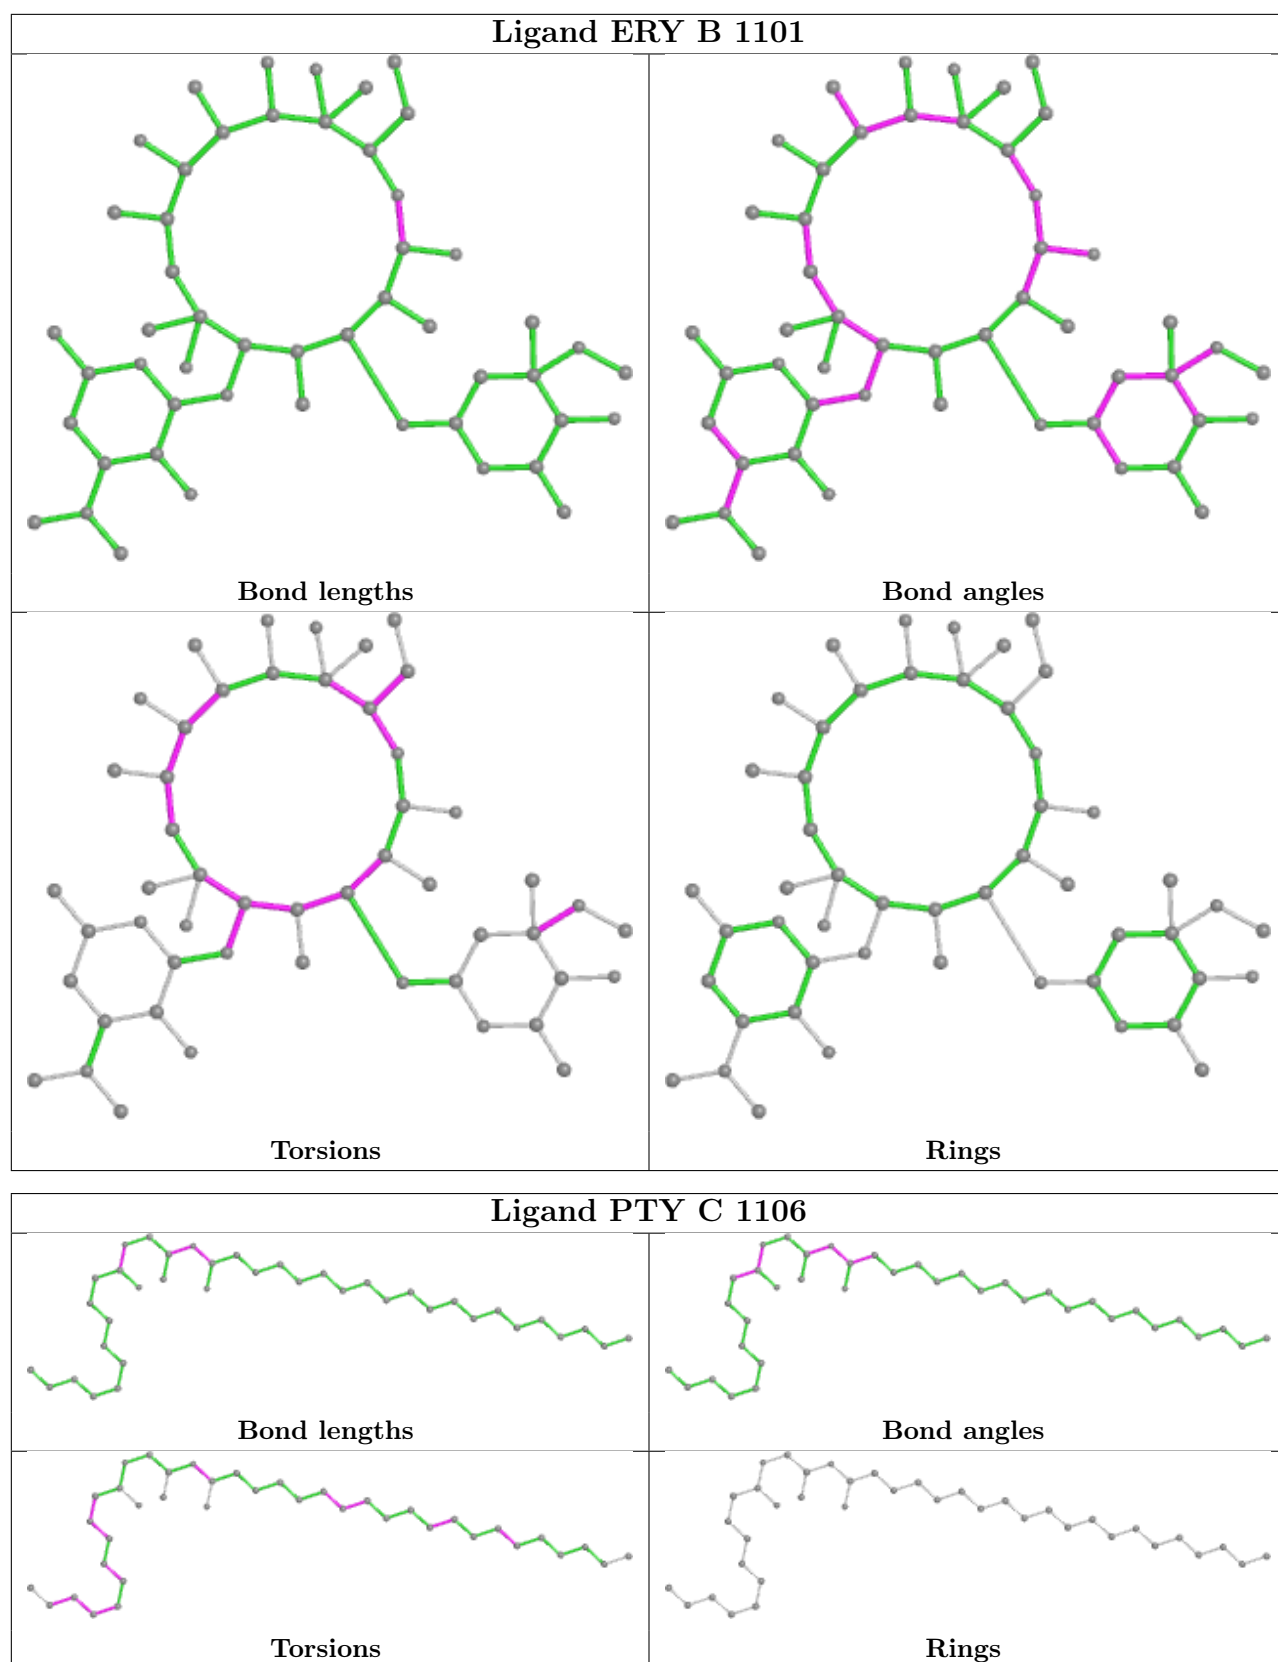 Ligand ERY B 1101
Bond lengths
Bond angles
Torsions
Rings
Ligand PTY C 1106
Bond lengths
Bond angles
Torsions
Rings